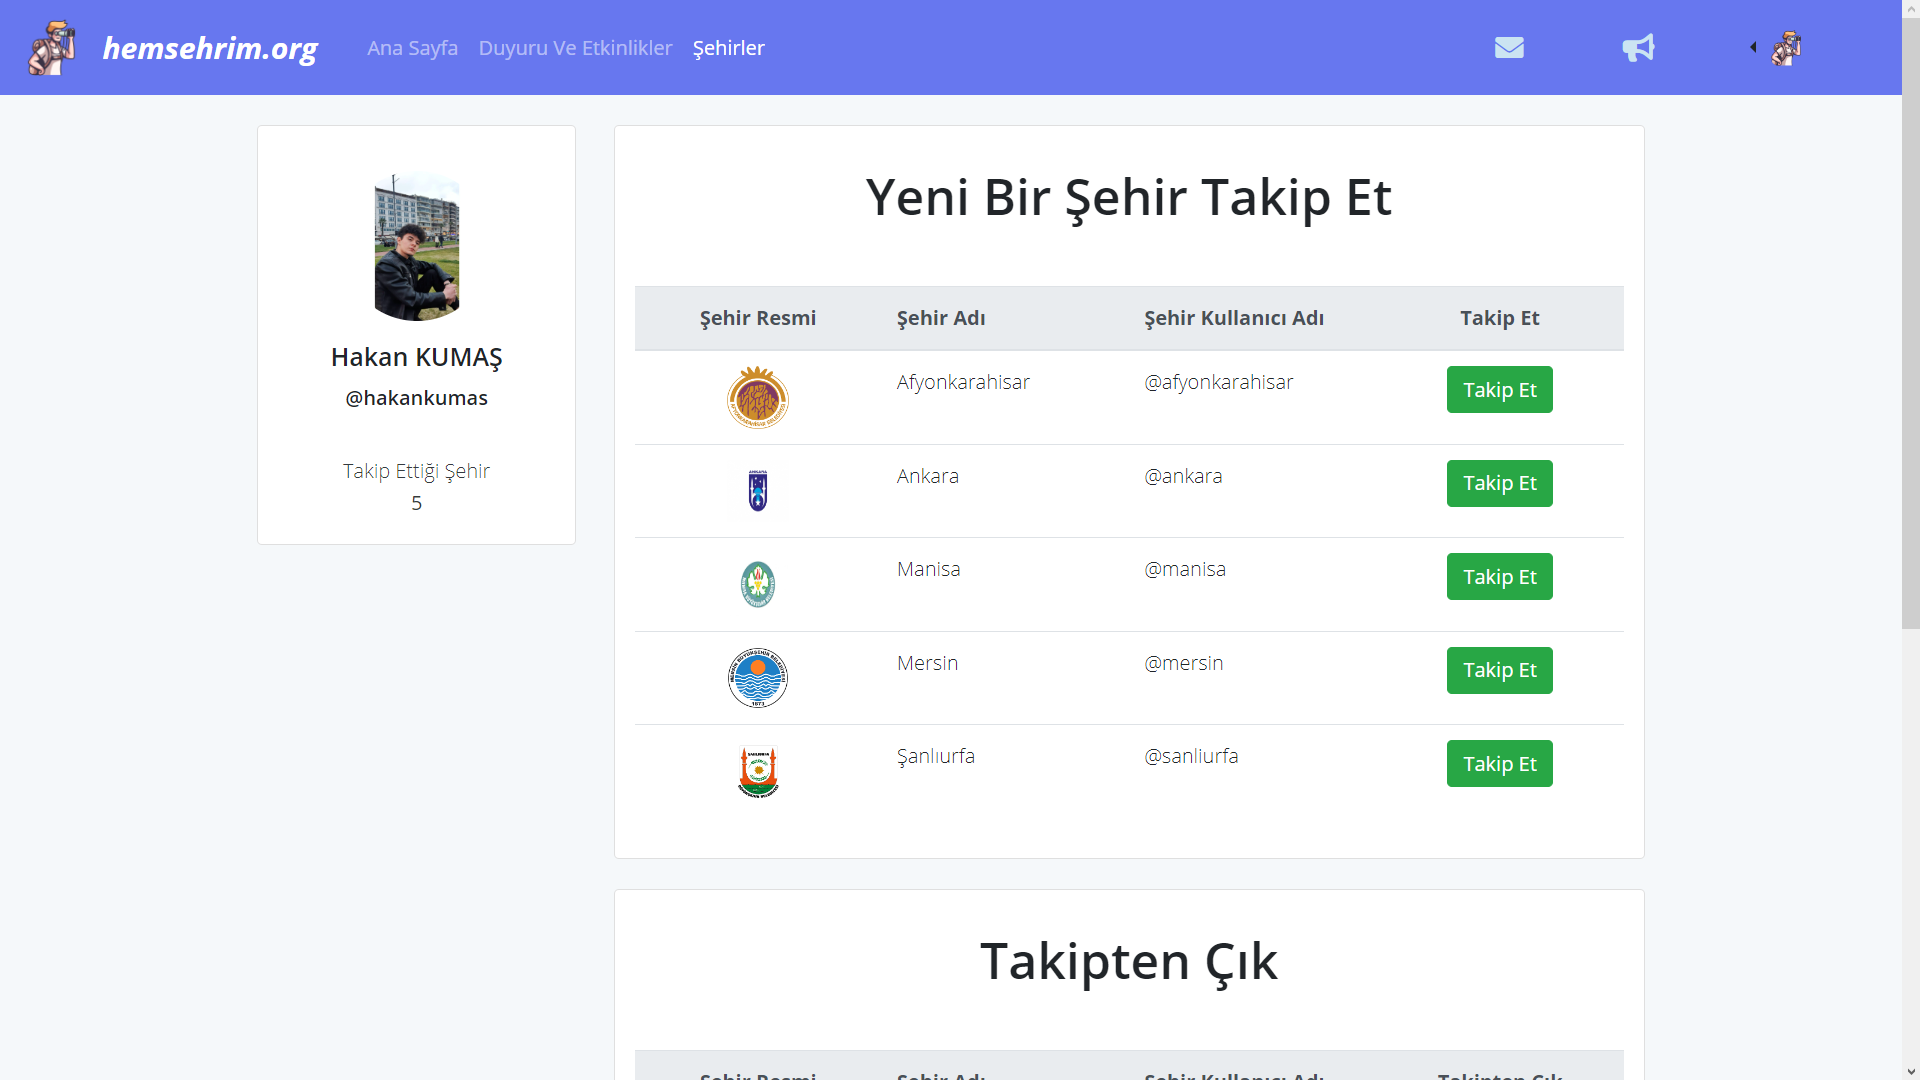 hemsehrim.org
Ana Sayfa
Duyuru Ve Etkinlikler
Şehirler
Hakan KUMAŞ
@hakankumas
Takip Ettiği Şehir
5
Yeni Bir Şehir Takip Et
Şehir Resmi Şehir Adı Şehir Kullanıcı Adı Takip Et
Afyonkarahisar @afyonkarahisar Takip Et
ANKARA
Ankara @ankara Takip Et
Manisa @manisa Takip Et
1873
Mersin @mersin Takip Et
Şanlıurfa @sanliurfa Takip Et
Takipten Çık
Şehir Resmi Şehir Adı Şehir Kullanıcı Adı Takipten Çık